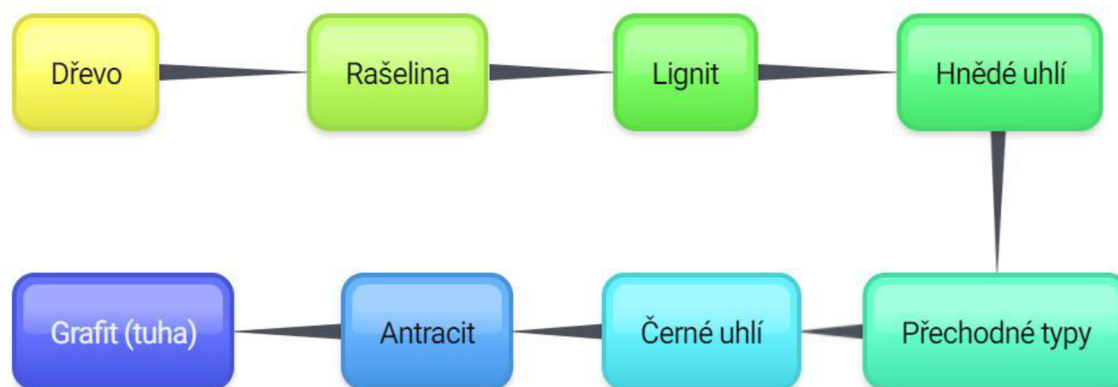 Dřevo
Rašelina
Lignit
Hnědé uhlí
Přechodné typy
Černé uhlí
Antracit
Grafit (tuha)